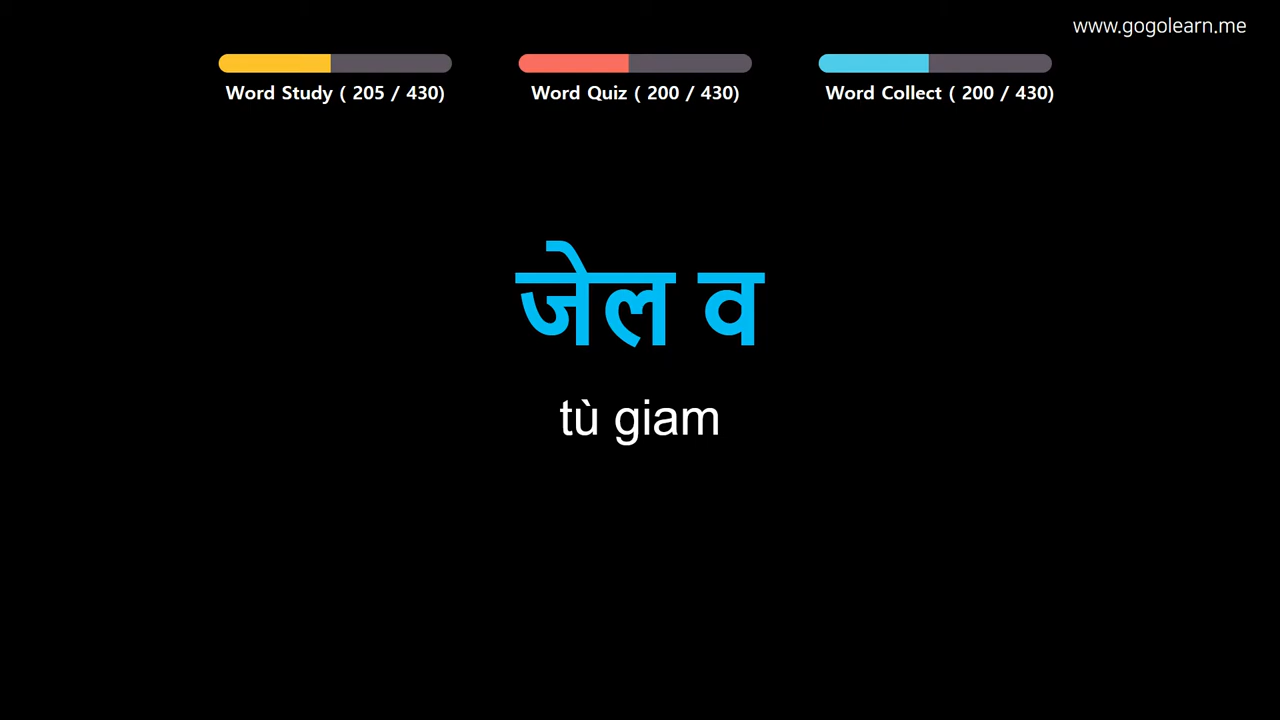 www.gogolearn.me
Word Study ( 205 / 430)
Word Quiz ( 200 / 430)
Word Collect ( 200 / 430)
जेल व
tù giam